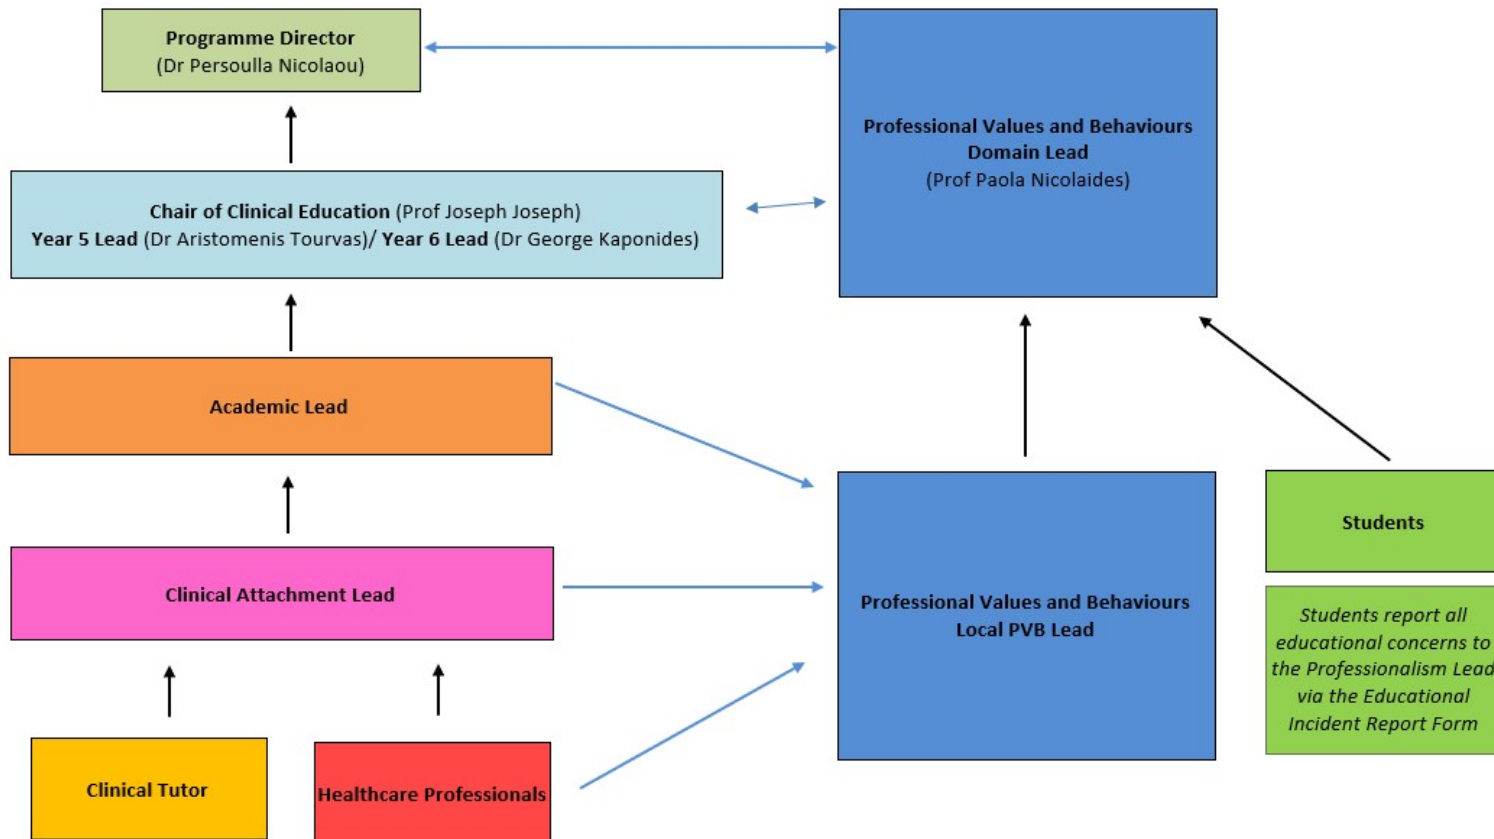 Programme Director
(Dr Persoulla Nicolaou)
Professional Values and Behaviours
Domain Lead
(Prof Paola Nicolaides)
Chair of Clinical Education (Prof Joseph Joseph)
Year 5 Lead (Dr Aristomenis Tourvas)/ Year 6 Lead (Dr George Kaponides)
Academic Lead
Clinical Attachment Lead
Professional Values and Behaviours
Local PVB Lead
Students
Students report all
educational concerns to
the Professionalism Lead
via the Educational
Incident Report Form
Clinical Tutor
Healthcare Professionals